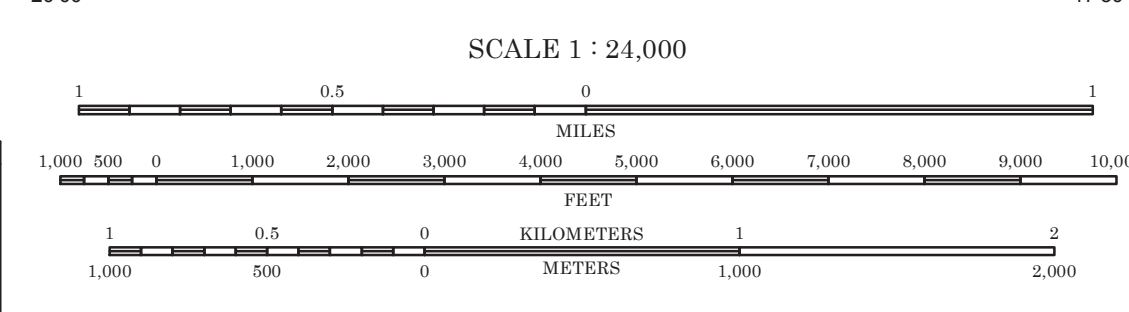 SCALE 1 : 24,000
1 0.5 0 1
MILES
1,000 500 0 1,000 2,000 3,000 4,000 5,000 6,000 7,000 8,000 9,000
FEET
1 0.5 0 KILOMETERS 1 2
1,000 500 0 METERS 1,000 2,000